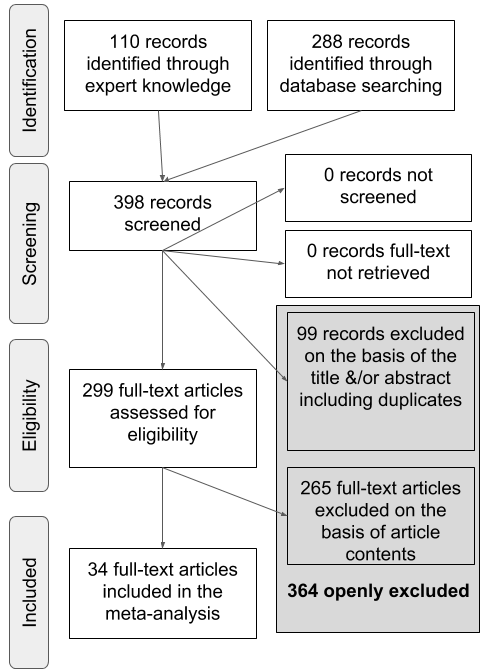 Identification
110 records
identified through
expert knowledge
288 records
identified through
database searching
Screening
398 records
screened
0 records not
screened
0 records full-text
not retrieved
99 records excluded
on the basis of the
title &/or abstract
including duplicates
Eligibility
299 full-text articles
assessed for
eligibility
265 full-text articles
excluded on the
basis of article
contents
364 openly excluded
Included
34 full-text articles
included in the
meta-analysis